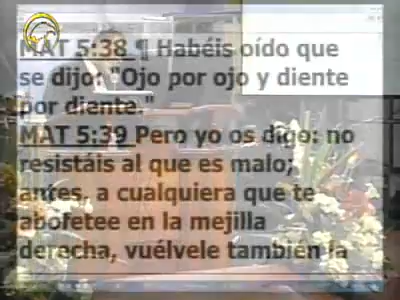 MAT 5:38 ¶ Habéis oído que
se dijo: "Ojo por ojo y diente
por diente."
MAT 5:39 Pero yo os digo: no
resistáis al que es malo;
antes, a cualquiera que te
abofetee en la mejilla
derecha, vuélvele también la